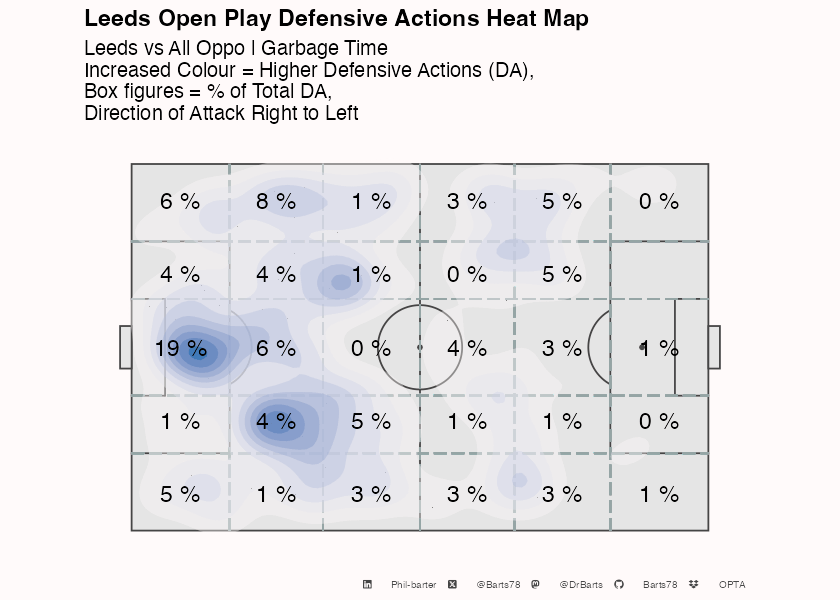 Leeds Open Play Defensive Actions Heat Map
Leeds vs All Oppo | Garbage Time
Increased Colour = Higher Defensive Actions (DA),
Box figures = % of Total DA,
Direction of Attack Right to Left
6 % 8 % 1 % 3 % 5 % 0 %
4 % 4 % 1 % 0 % 5 %
19 % 6 % 0 % 4 % 3 % 1 %
1 % 4 % 5 % 1 % 1 % 0 %
5 % 1 % 3 % 3 % 3 % 1 %
Phil-barter @Barts78 @DrBarts Barts78 OPTA